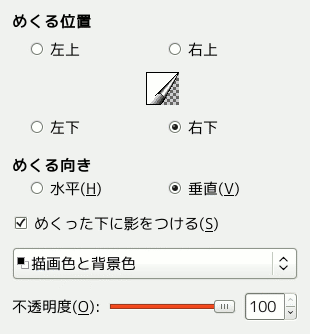 めくる位置
左上 右上
左下 右下
めくる向き
水平(H) 垂直(V)
めくった下に影をつける(S)
描画色と背景色
不透明度(O): 100